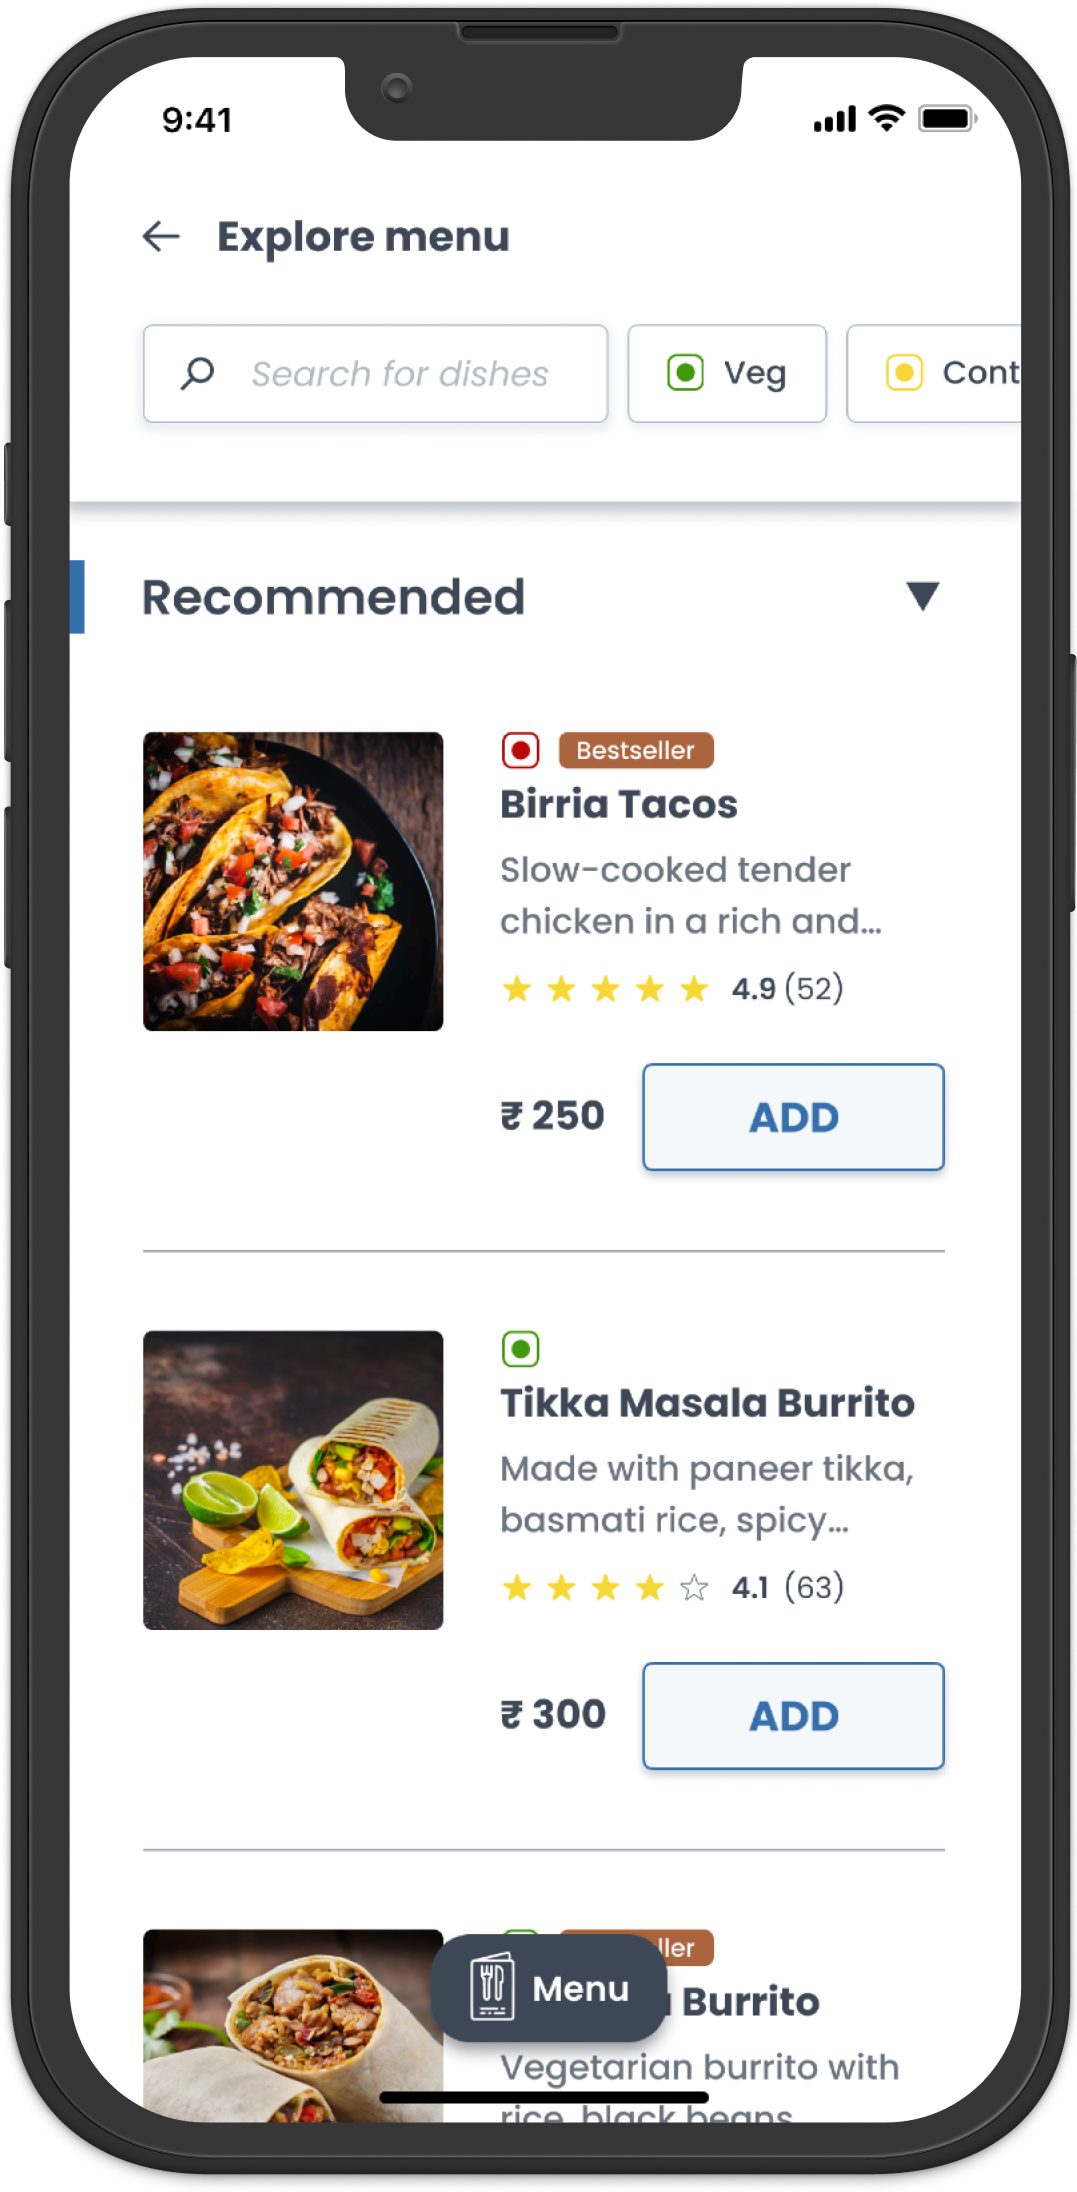 9:41
Explore menu
Search for dishes
Veg
Cont
Recommended
Bestseller
Birria Tacos
Slow-cooked tender
chicken in a rich and...
4.9 (52)
₹ 250
ADD
Tikka Masala Burrito
Made with paneer tikka,
basmati rice, spicy...
4.1 (63)
₹ 300
ADD
ller
Menu
Burrito
Vegetarian burrito with
rice, black beans